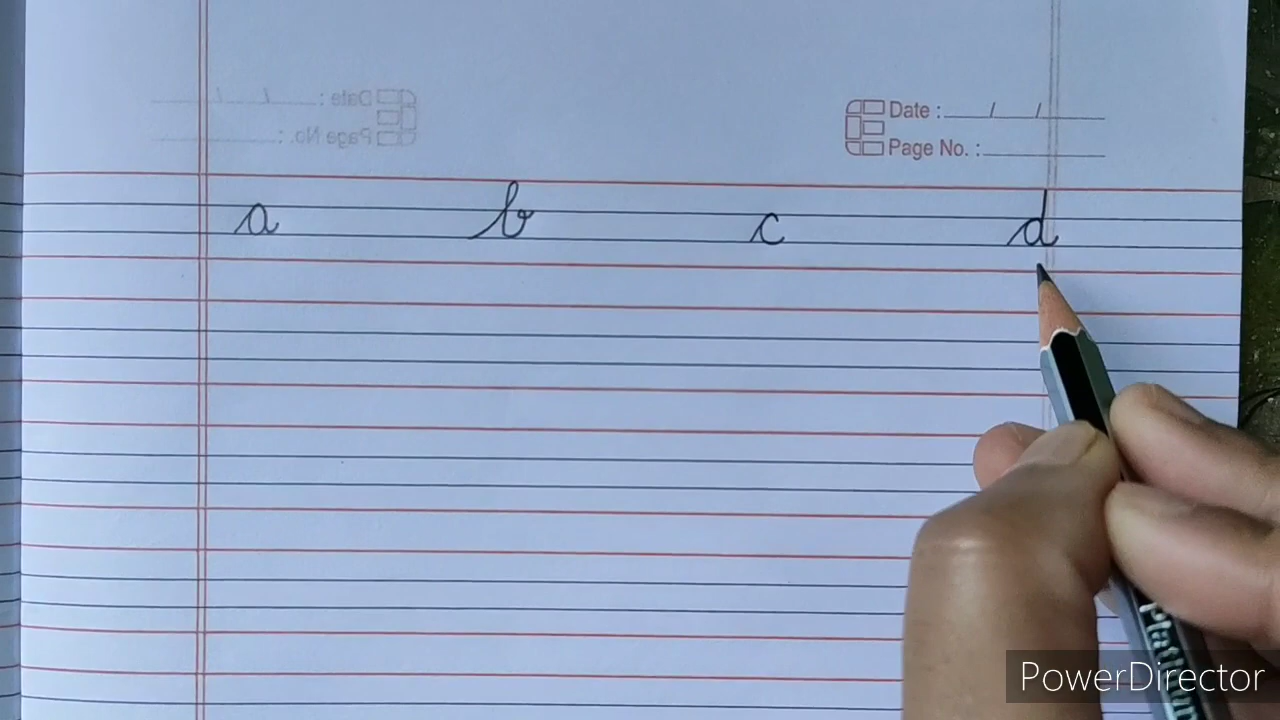 Date : / /
Page No. :
a b c d
PowerDirector